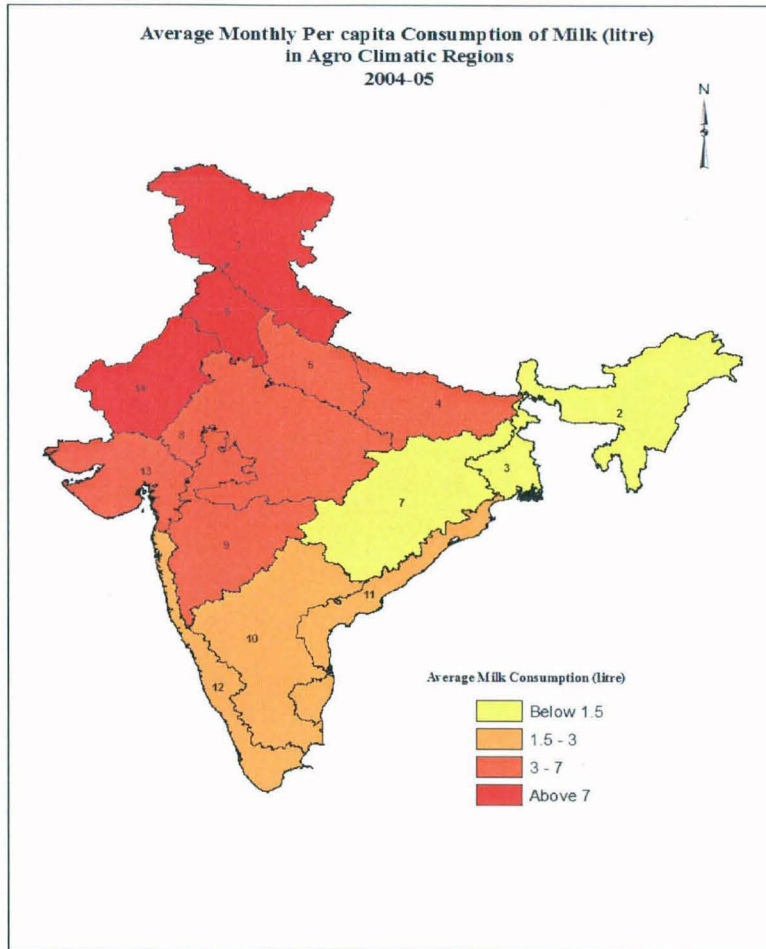 Average Monthly Per capita Consumption of Milk (litre)
in Agro Climatic Regions
2004-05
N
6
14
5
4
2
8
13
3
7
9
11
10
12
Average Milk Consumption (litre)
Below 1.5
1.5 - 3
3 - 7
Above 7